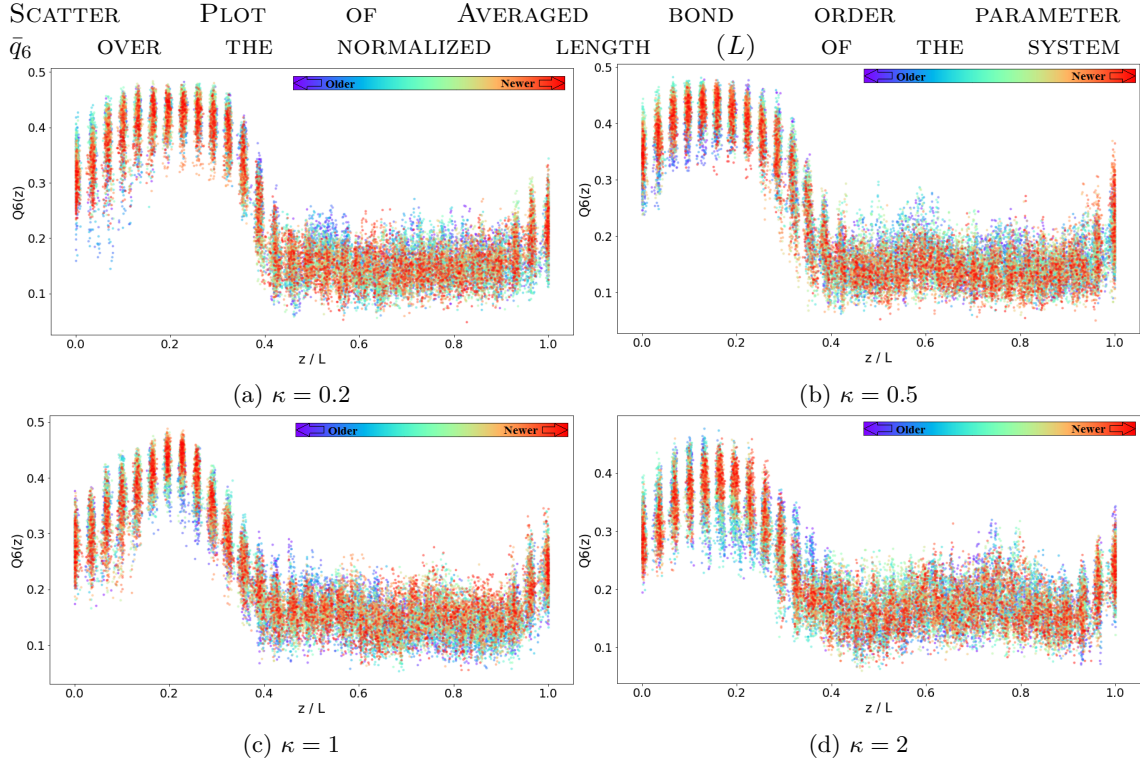 Scatter Plot of Averaged bond order parameter
q̄₆ over the normalized length (L) of the system
0.5
0.4
0.3
0.2
0.1
Q6(z)
Older
Newer
0.0 0.2 0.4 0.6 0.8 1.0
z / L
(a) κ = 0.2
0.5
0.4
0.3
0.2
0.1
0.0
Q6(z)
Older
Newer
0.0 0.2 0.4 0.6 0.8 1.0
z / L
(b) κ = 0.5
0.5
0.4
0.3
0.2
0.1
Q6(z)
Older
Newer
0.0 0.2 0.4 0.6 0.8 1.0
z / L
(c) κ = 1
0.4
0.3
0.2
0.1
0.0
Q6(z)
Older
Newer
0.0 0.2 0.4 0.6 0.8 1.0
z / L
(d) κ = 2